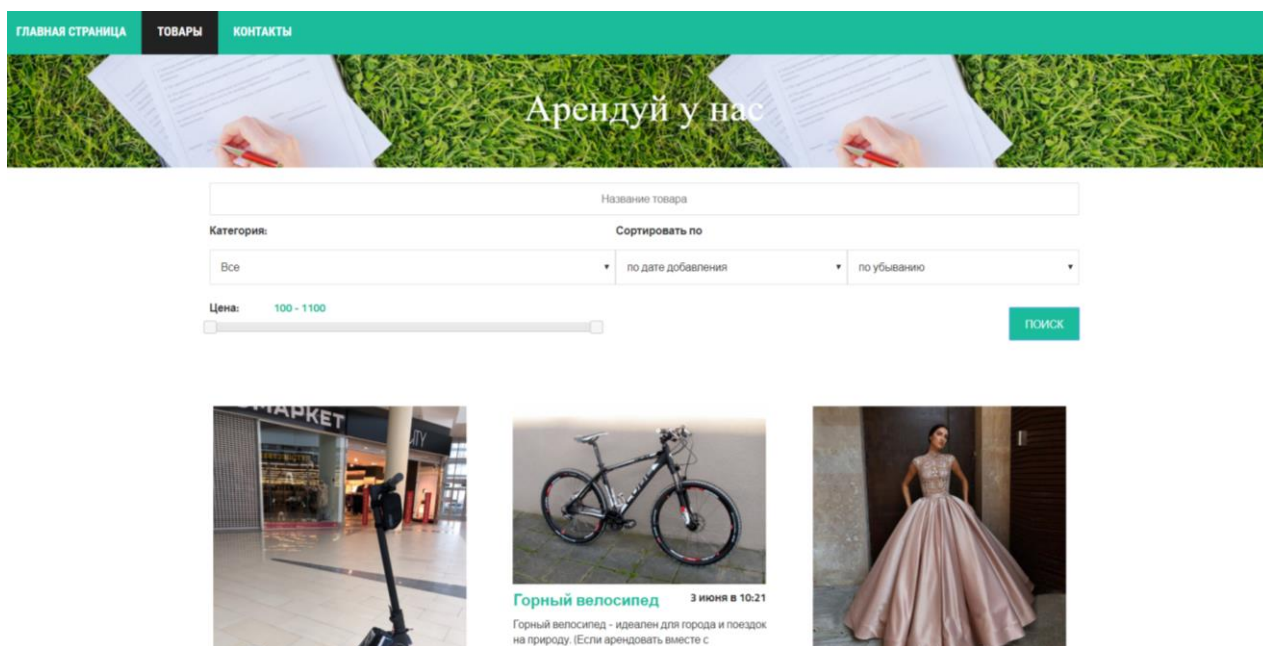 ГЛАВНАЯ СТРАНИЦА ТОВАРЫ КОНТАКТЫ
Арендуй у нас
Название товара
Категория: Сортировать по
Все по дате добавления по убыванию
Цена: 100 - 1100
ПОИСК
МАРКЕТ
CITY
Горный велосипед 3 июня в 10:21
Горный велосипед - идеален для города и поездок
на природу. (Если арендовать вместе с